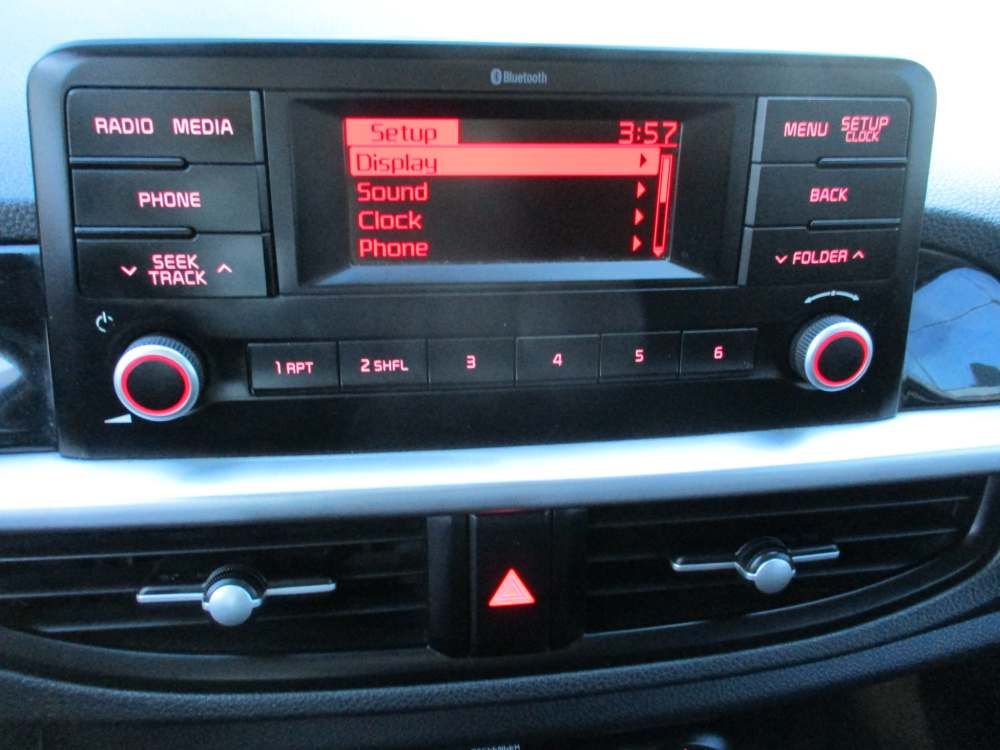 Bluetooth
RADIO MEDIA
PHONE
SEEK
TRACK
Setup 3:57
Display
Sound
Clock
Phone
MENU SETUP
CLOCK
BACK
FOLDER
1 RPT 2 SHFL 3 4 5 6